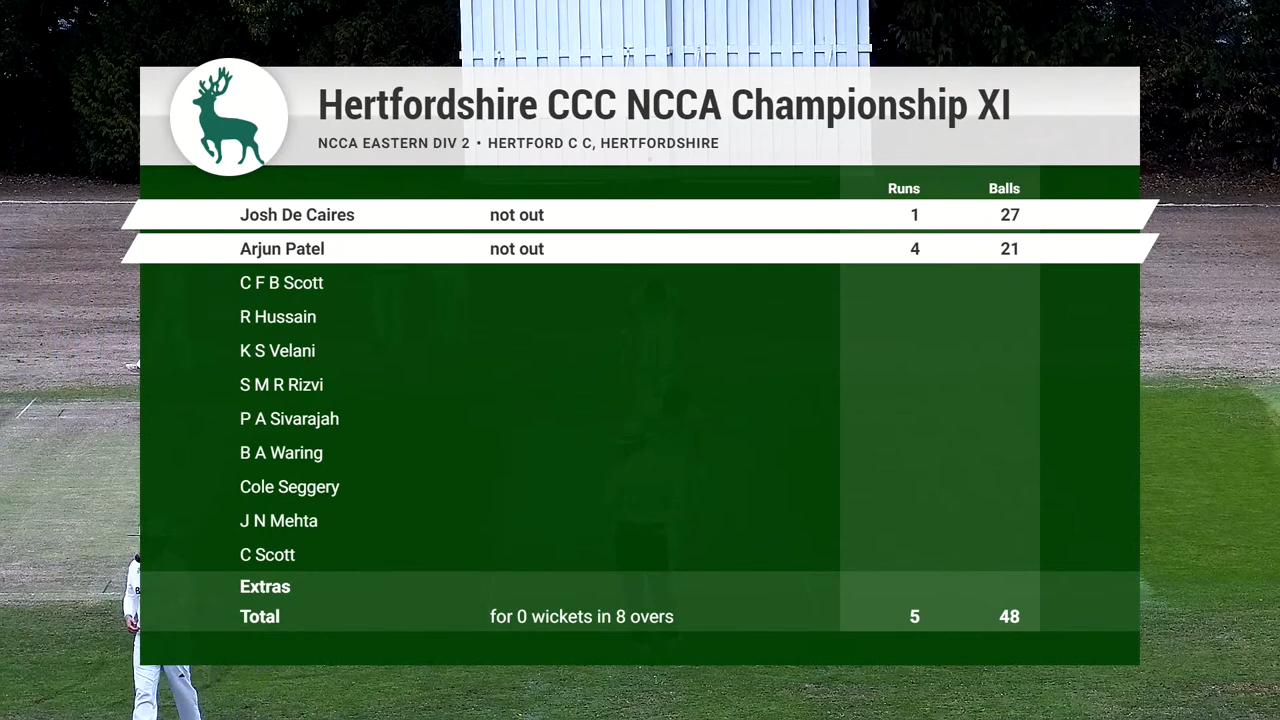 Hertfordshire CCC NCCA Championship XI
NCCA EASTERN DIV 2 • HERTFORD C C, HERTFORDSHIRE
Runs Balls
Josh De Caires not out 1 27
Arjun Patel not out 4 21
C F B Scott
R Hussain
K S Velani
S M R Rizvi
P A Sivarajah
B A Waring
Cole Seggery
J N Mehta
C Scott
Extras
Total for 0 wickets in 8 overs 5 48